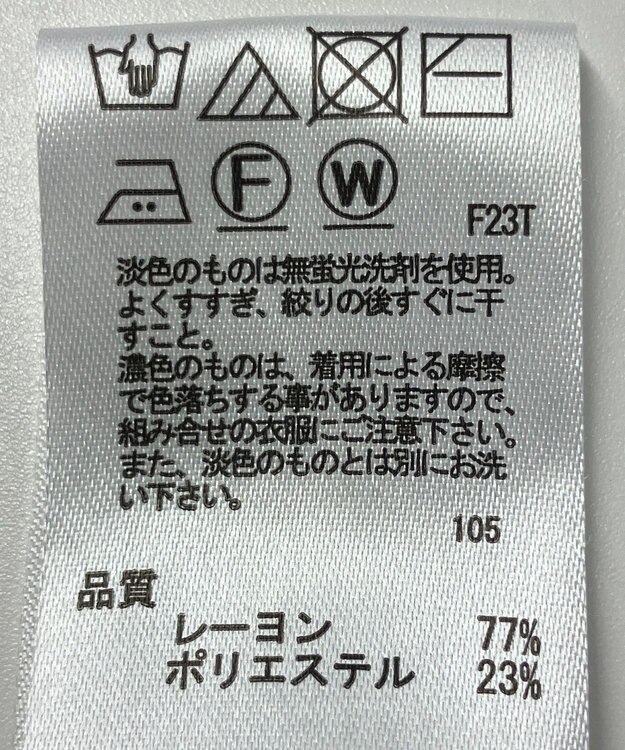 F W F23T
淡色のものは無蛍光洗剤を使用。
よくすすぎ、絞りの後すぐに干
すこと。
濃色のものは、着用による摩擦
で色落ちする事がありますので、
組み合せの衣服にご注意下さい。
また、淡色のものとは別にお洗
い下さい。
105
品質
レーヨン 77%
ポリエステル 23%